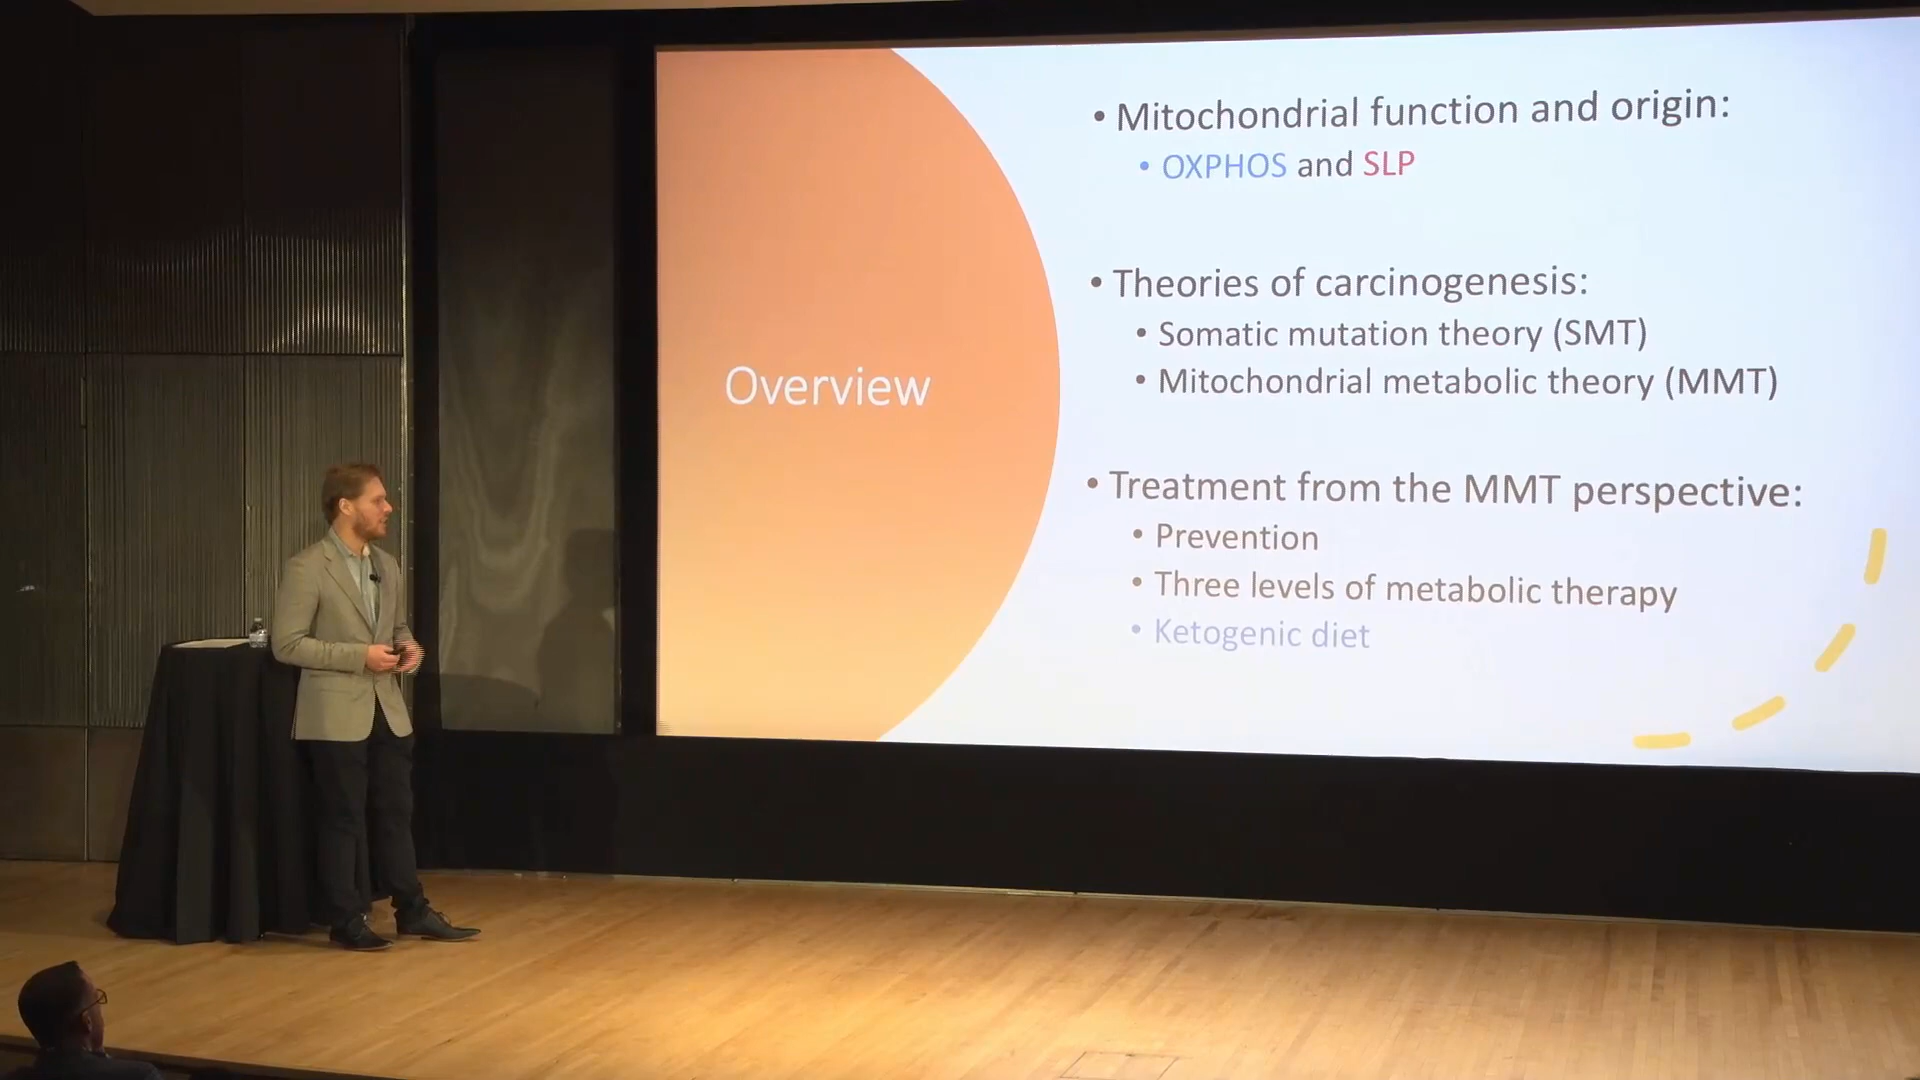 Overview
• Mitochondrial function and origin:
• OXPHOS and SLP
• Theories of carcinogenesis:
• Somatic mutation theory (SMT)
• Mitochondrial metabolic theory (MMT)
• Treatment from the MMT perspective:
• Prevention
• Three levels of metabolic therapy
• Ketogenic diet